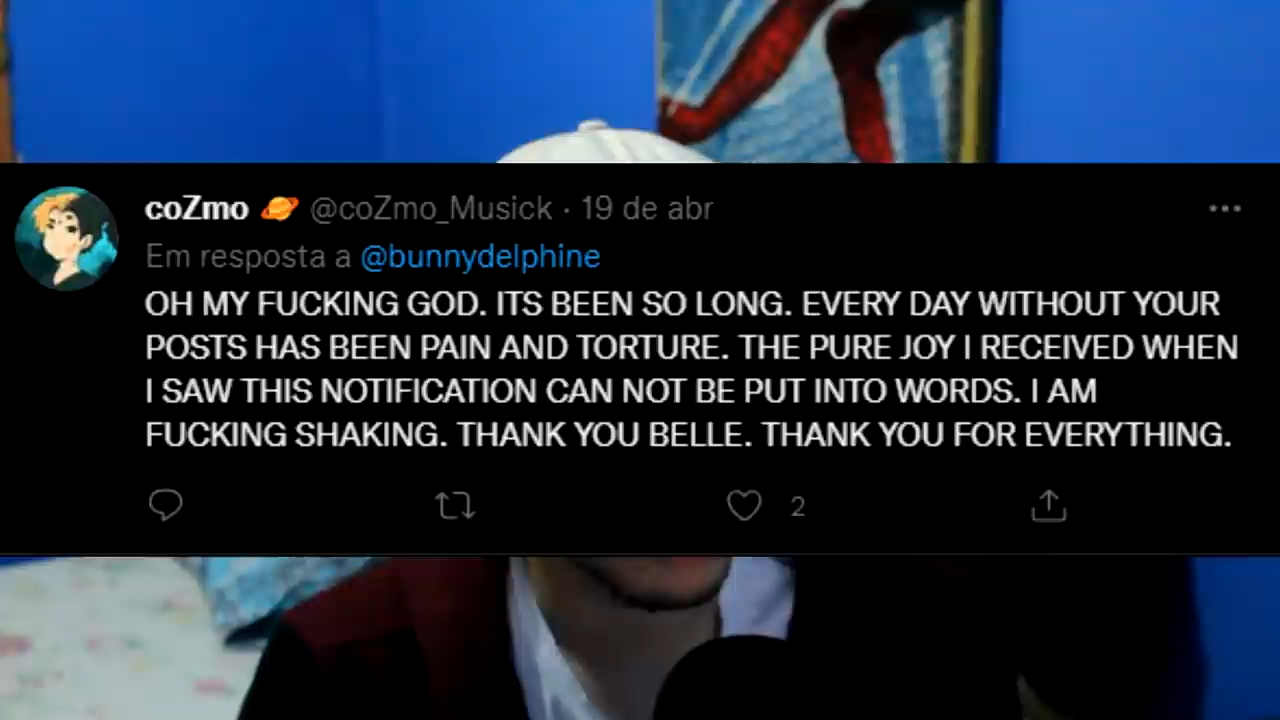 coZmo 🪐 @coZmo_Musick · 19 de abr
Em resposta a @bunnydelphine
OH MY FUCKING GOD. ITS BEEN SO LONG. EVERY DAY WITHOUT YOUR
POSTS HAS BEEN PAIN AND TORTURE. THE PURE JOY I RECEIVED WHEN
I SAW THIS NOTIFICATION CAN NOT BE PUT INTO WORDS. I AM
FUCKING SHAKING. THANK YOU BELLE. THANK YOU FOR EVERYTHING.
2